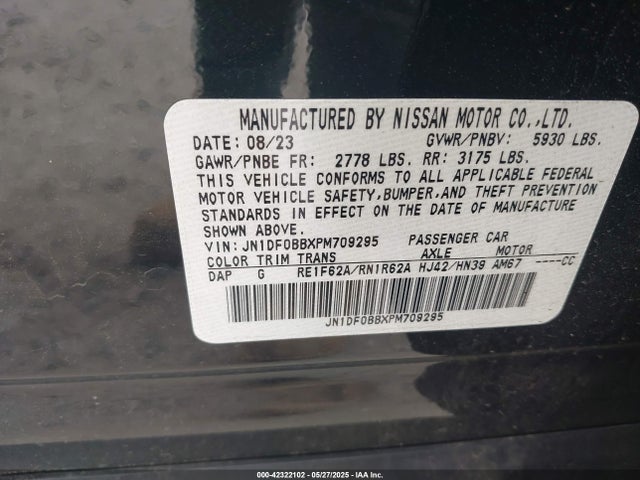 MANUFACTURED BY NISSAN MOTOR CO.,LTD.
DATE: 08/23 GVWR/PNBV: 5930 LBS.
GAWR/PNBE FR: 2778 LBS. RR: 3175 LBS.
THIS VEHICLE CONFORMS TO ALL APPLICABLE FEDERAL
MOTOR VEHICLE SAFETY, BUMPER, AND THEFT PREVENTION
STANDARDS IN EFFECT ON THE DATE OF MANUFACTURE
SHOWN ABOVE.
VIN: JN1DF0BBXPM709295 PASSENGER CAR
COLOR TRIM TRANS AXLE MOTOR
DAP G RE1F62A/RN1R62A HJ42/HN39 AM67 ----CC
JN1DF0BBXPM709295
000-42322102 05/27/2025 IAA Inc.